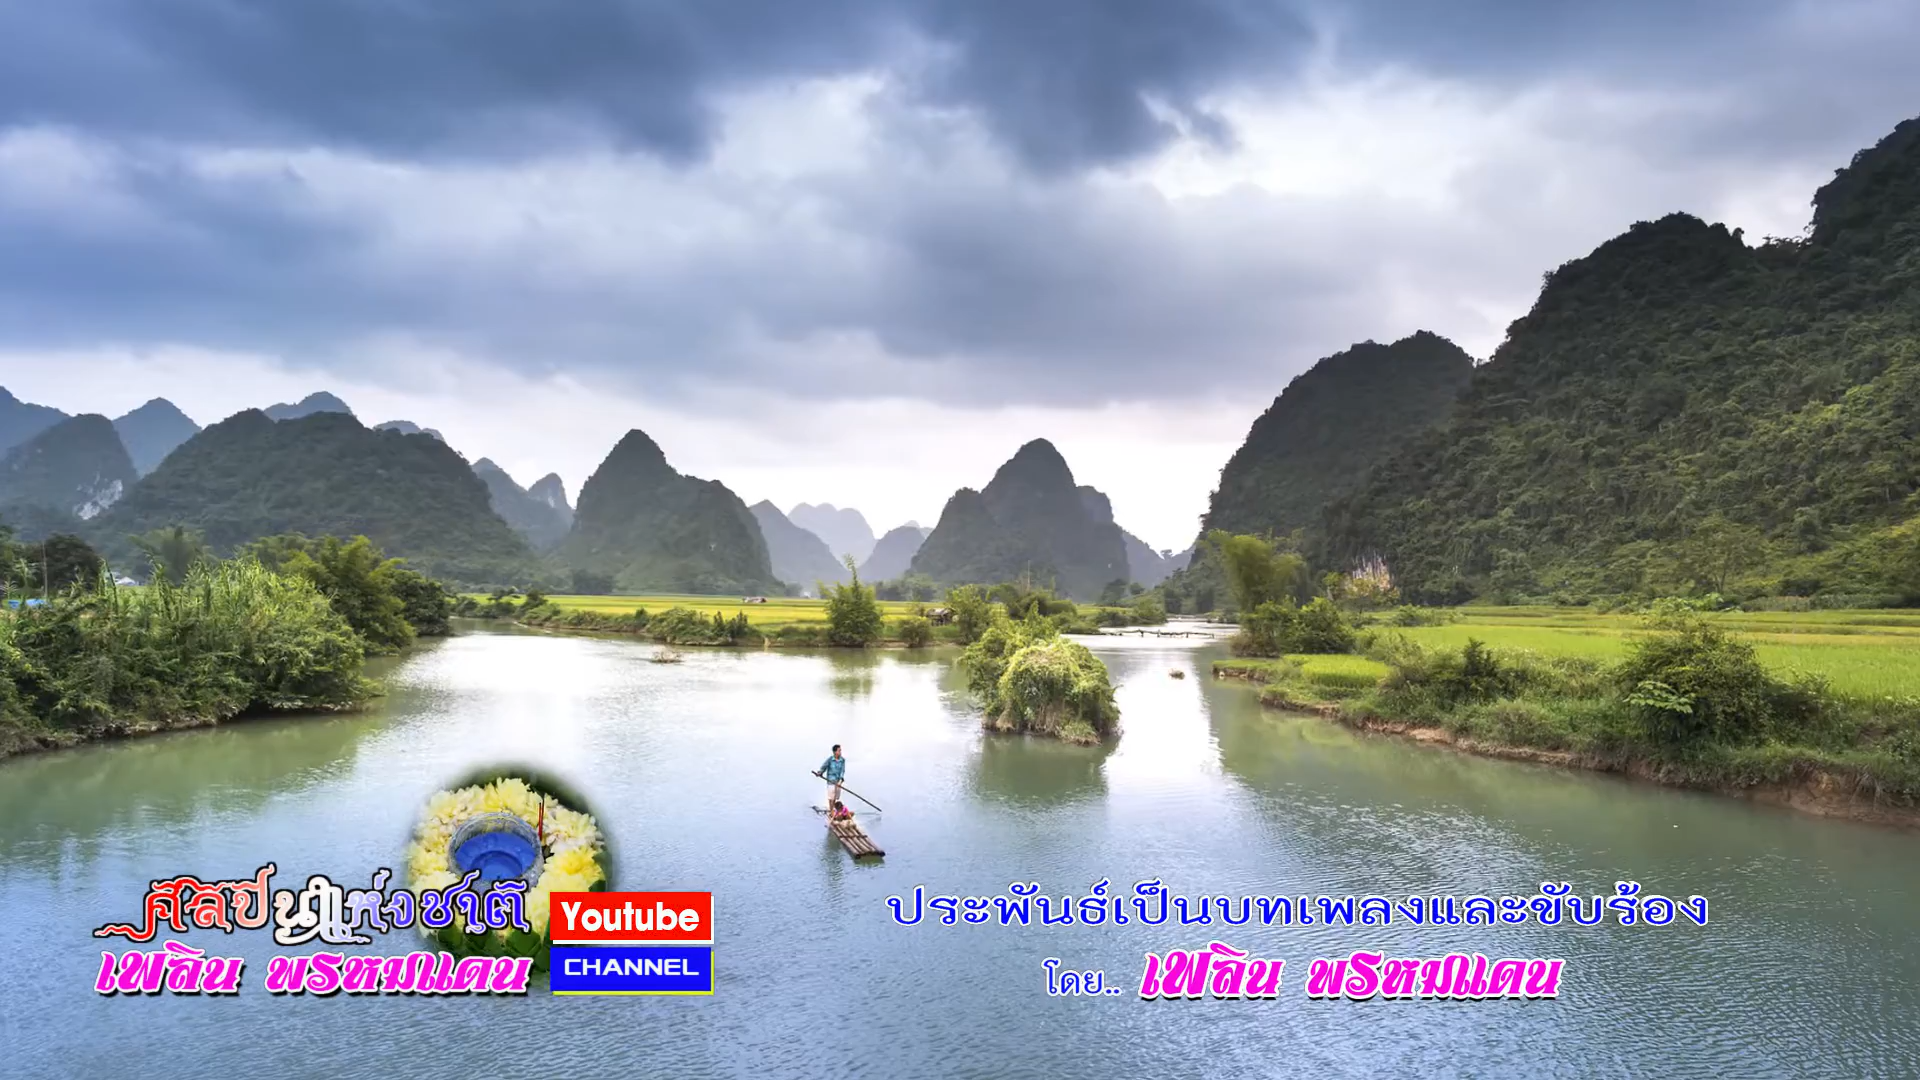 ศิลปินแห่งชาติ
เพลิน พรหมแดน
Youtube
CHANNEL
ประพันธ์เป็นบทเพลงและขับร้อง
โดย.. เพลิน พรหมแดน